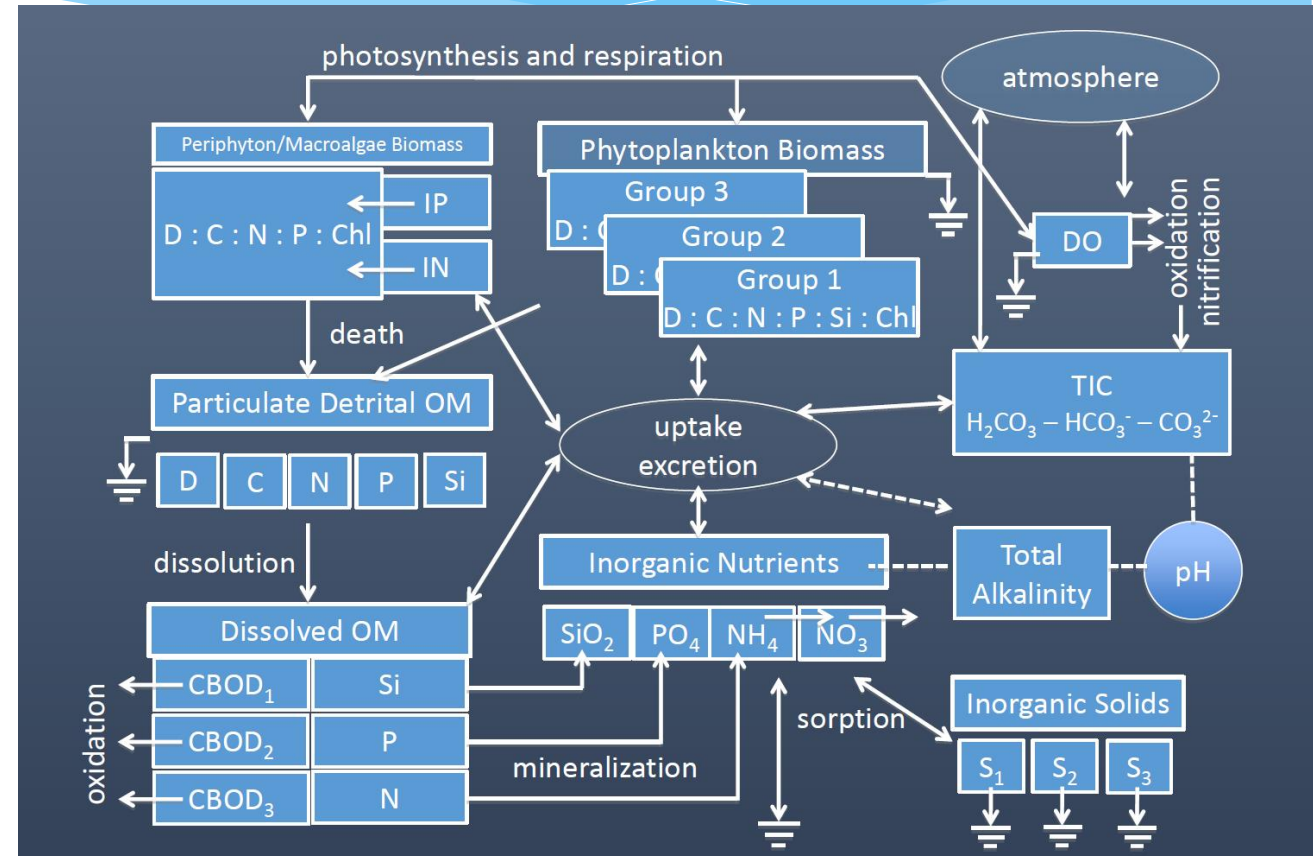 photosynthesis and respiration
atmosphere
Periphyton/Macroalgae Biomass
D : C : N : P : Chl
IP
IN
Phytoplankton Biomass
Group 3
D : C
Group 2
D : C
Group 1
D : C : N : P : Si : Chl
DO
oxidation
nitrification
death
TIC
H₂CO₃ – HCO₃⁻ – CO₃²⁻
Particulate Detrital OM
D C N P Si
uptake
excretion
dissolution
Inorganic Nutrients
SiO₂ PO₄ NH₄ NO₃
Total
Alkalinity
pH
Dissolved OM
CBOD₁ Si
CBOD₂ P
CBOD₃ N
oxidation
mineralization
sorption
Inorganic Solids
S₁ S₂ S₃